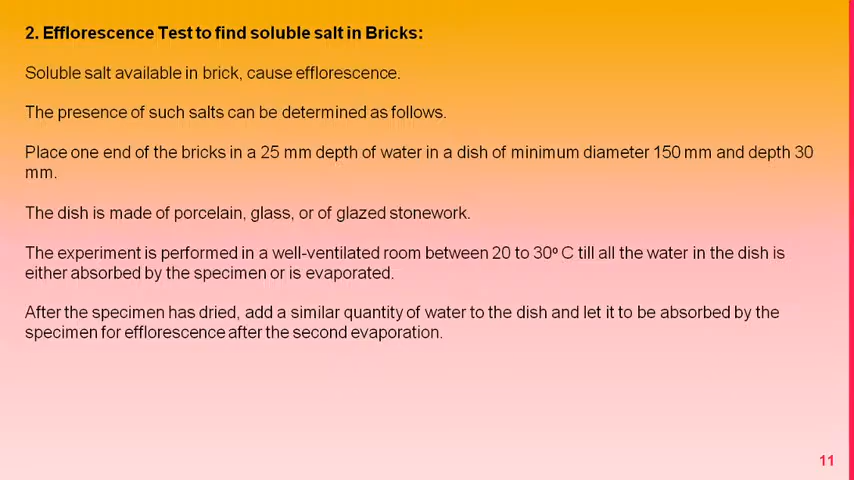 2. Efflorescence Test to find soluble salt in Bricks:
Soluble salt available in brick, cause efflorescence.
The presence of such salts can be determined as follows.
Place one end of the bricks in a 25 mm depth of water in a dish of minimum diameter 150 mm and depth 30
mm.
The dish is made of porcelain, glass, or of glazed stonework.
The experiment is performed in a well-ventilated room between 20 to 30º C till all the water in the dish is
either absorbed by the specimen or is evaporated.
After the specimen has dried, add a similar quantity of water to the dish and let it to be absorbed by the
specimen for efflorescence after the second evaporation.
11